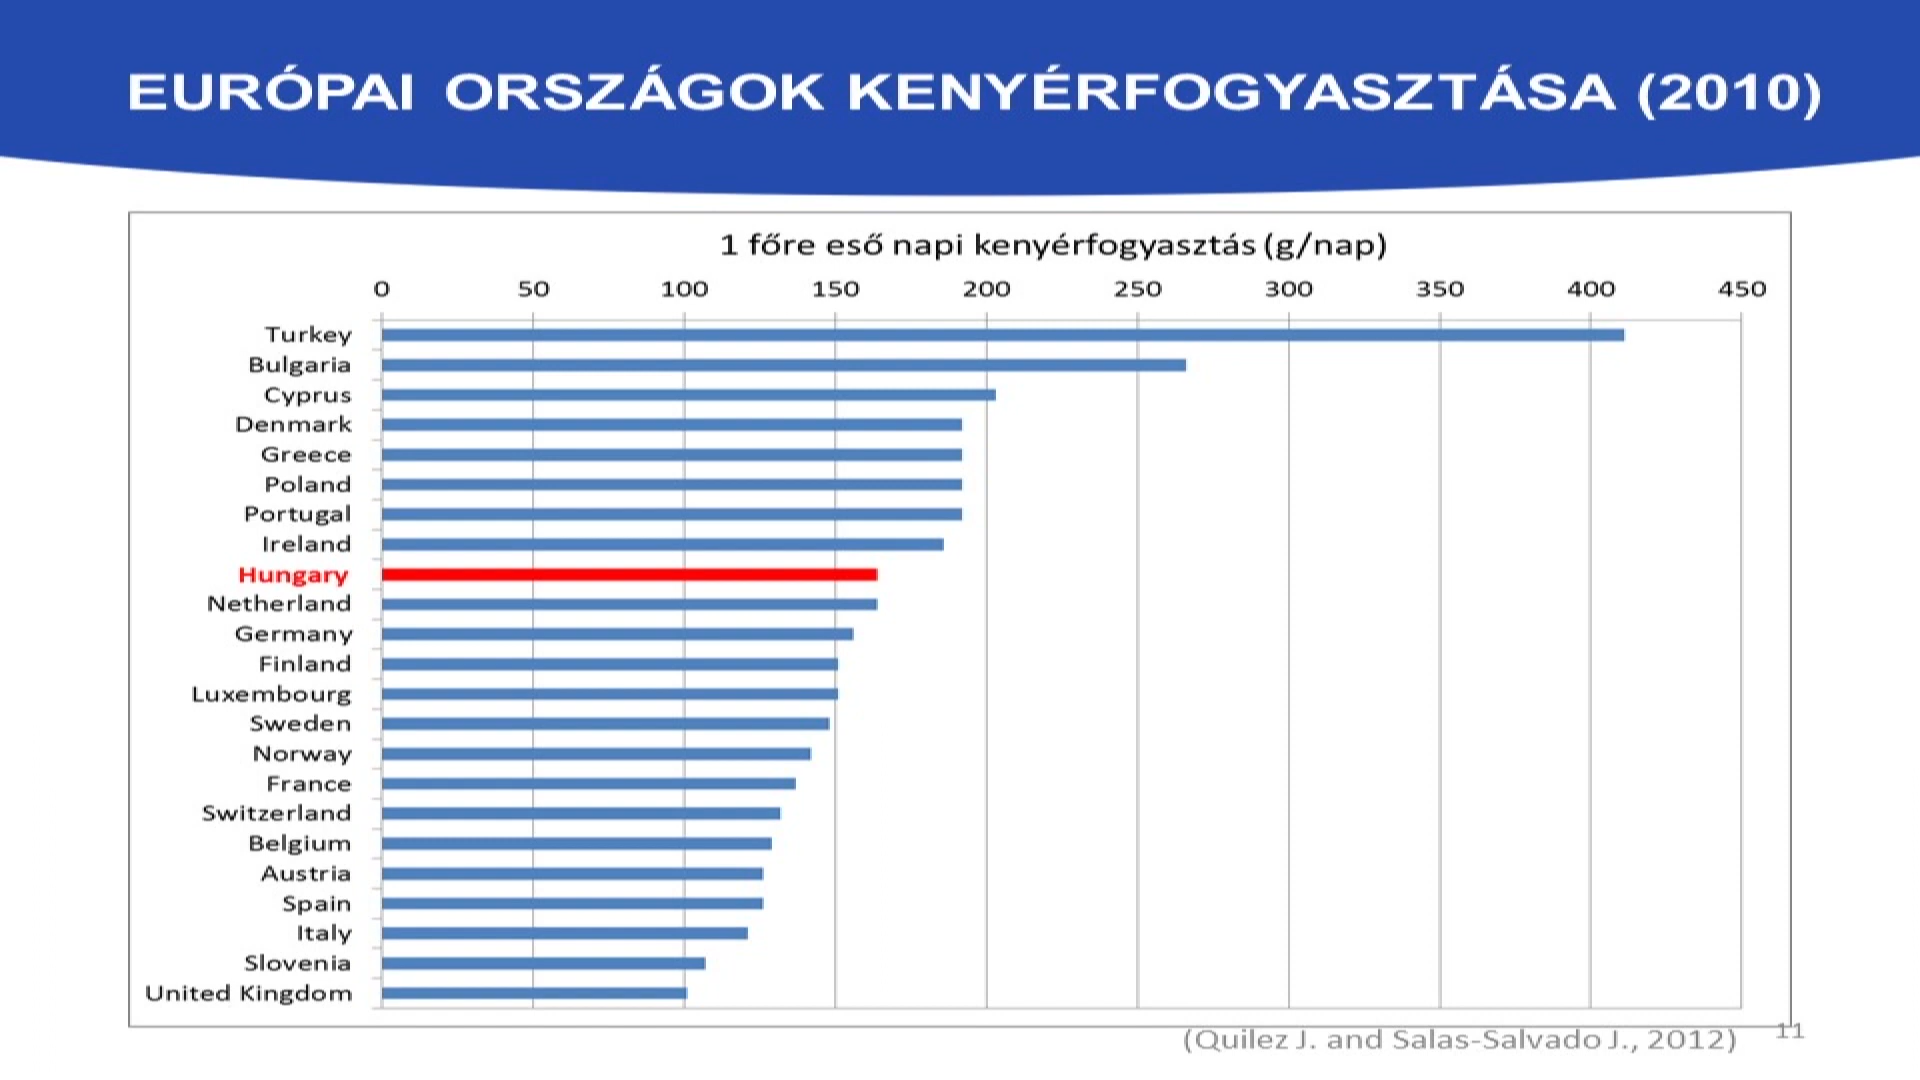 EURÓPAI ORSZÁGOK KENYÉRFOGYASZTÁSA (2010)
1 főre eső napi kenyérfogyasztás (g/nap)
0 50 100 150 200 250 300 350 400 450
Turkey
Bulgaria
Cyprus
Denmark
Greece
Poland
Portugal
Ireland
Hungary
Netherland
Germany
Finland
Luxembourg
Sweden
Norway
France
Switzerland
Belgium
Austria
Spain
Italy
Slovenia
United Kingdom
(Quilez J. and Salas-Salvado J., 2012)
11